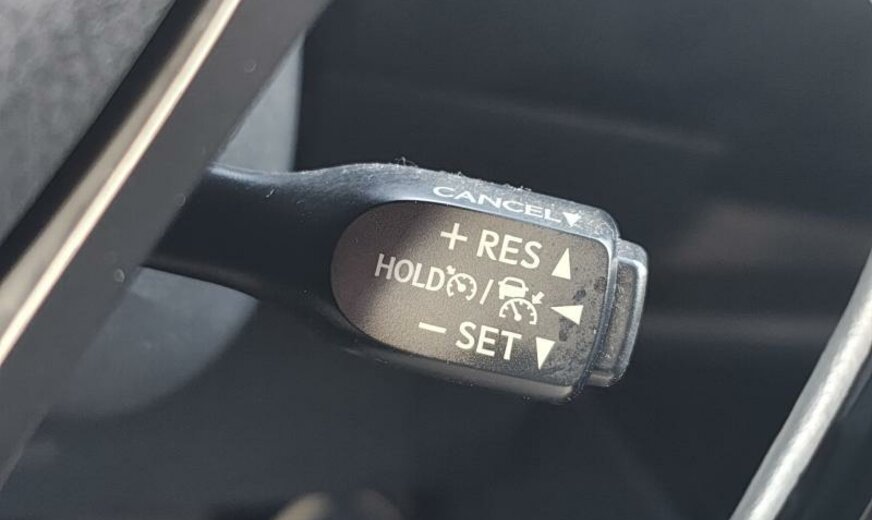 CANCEL▼
+ RES ▲
HOLD /
− SET ▼